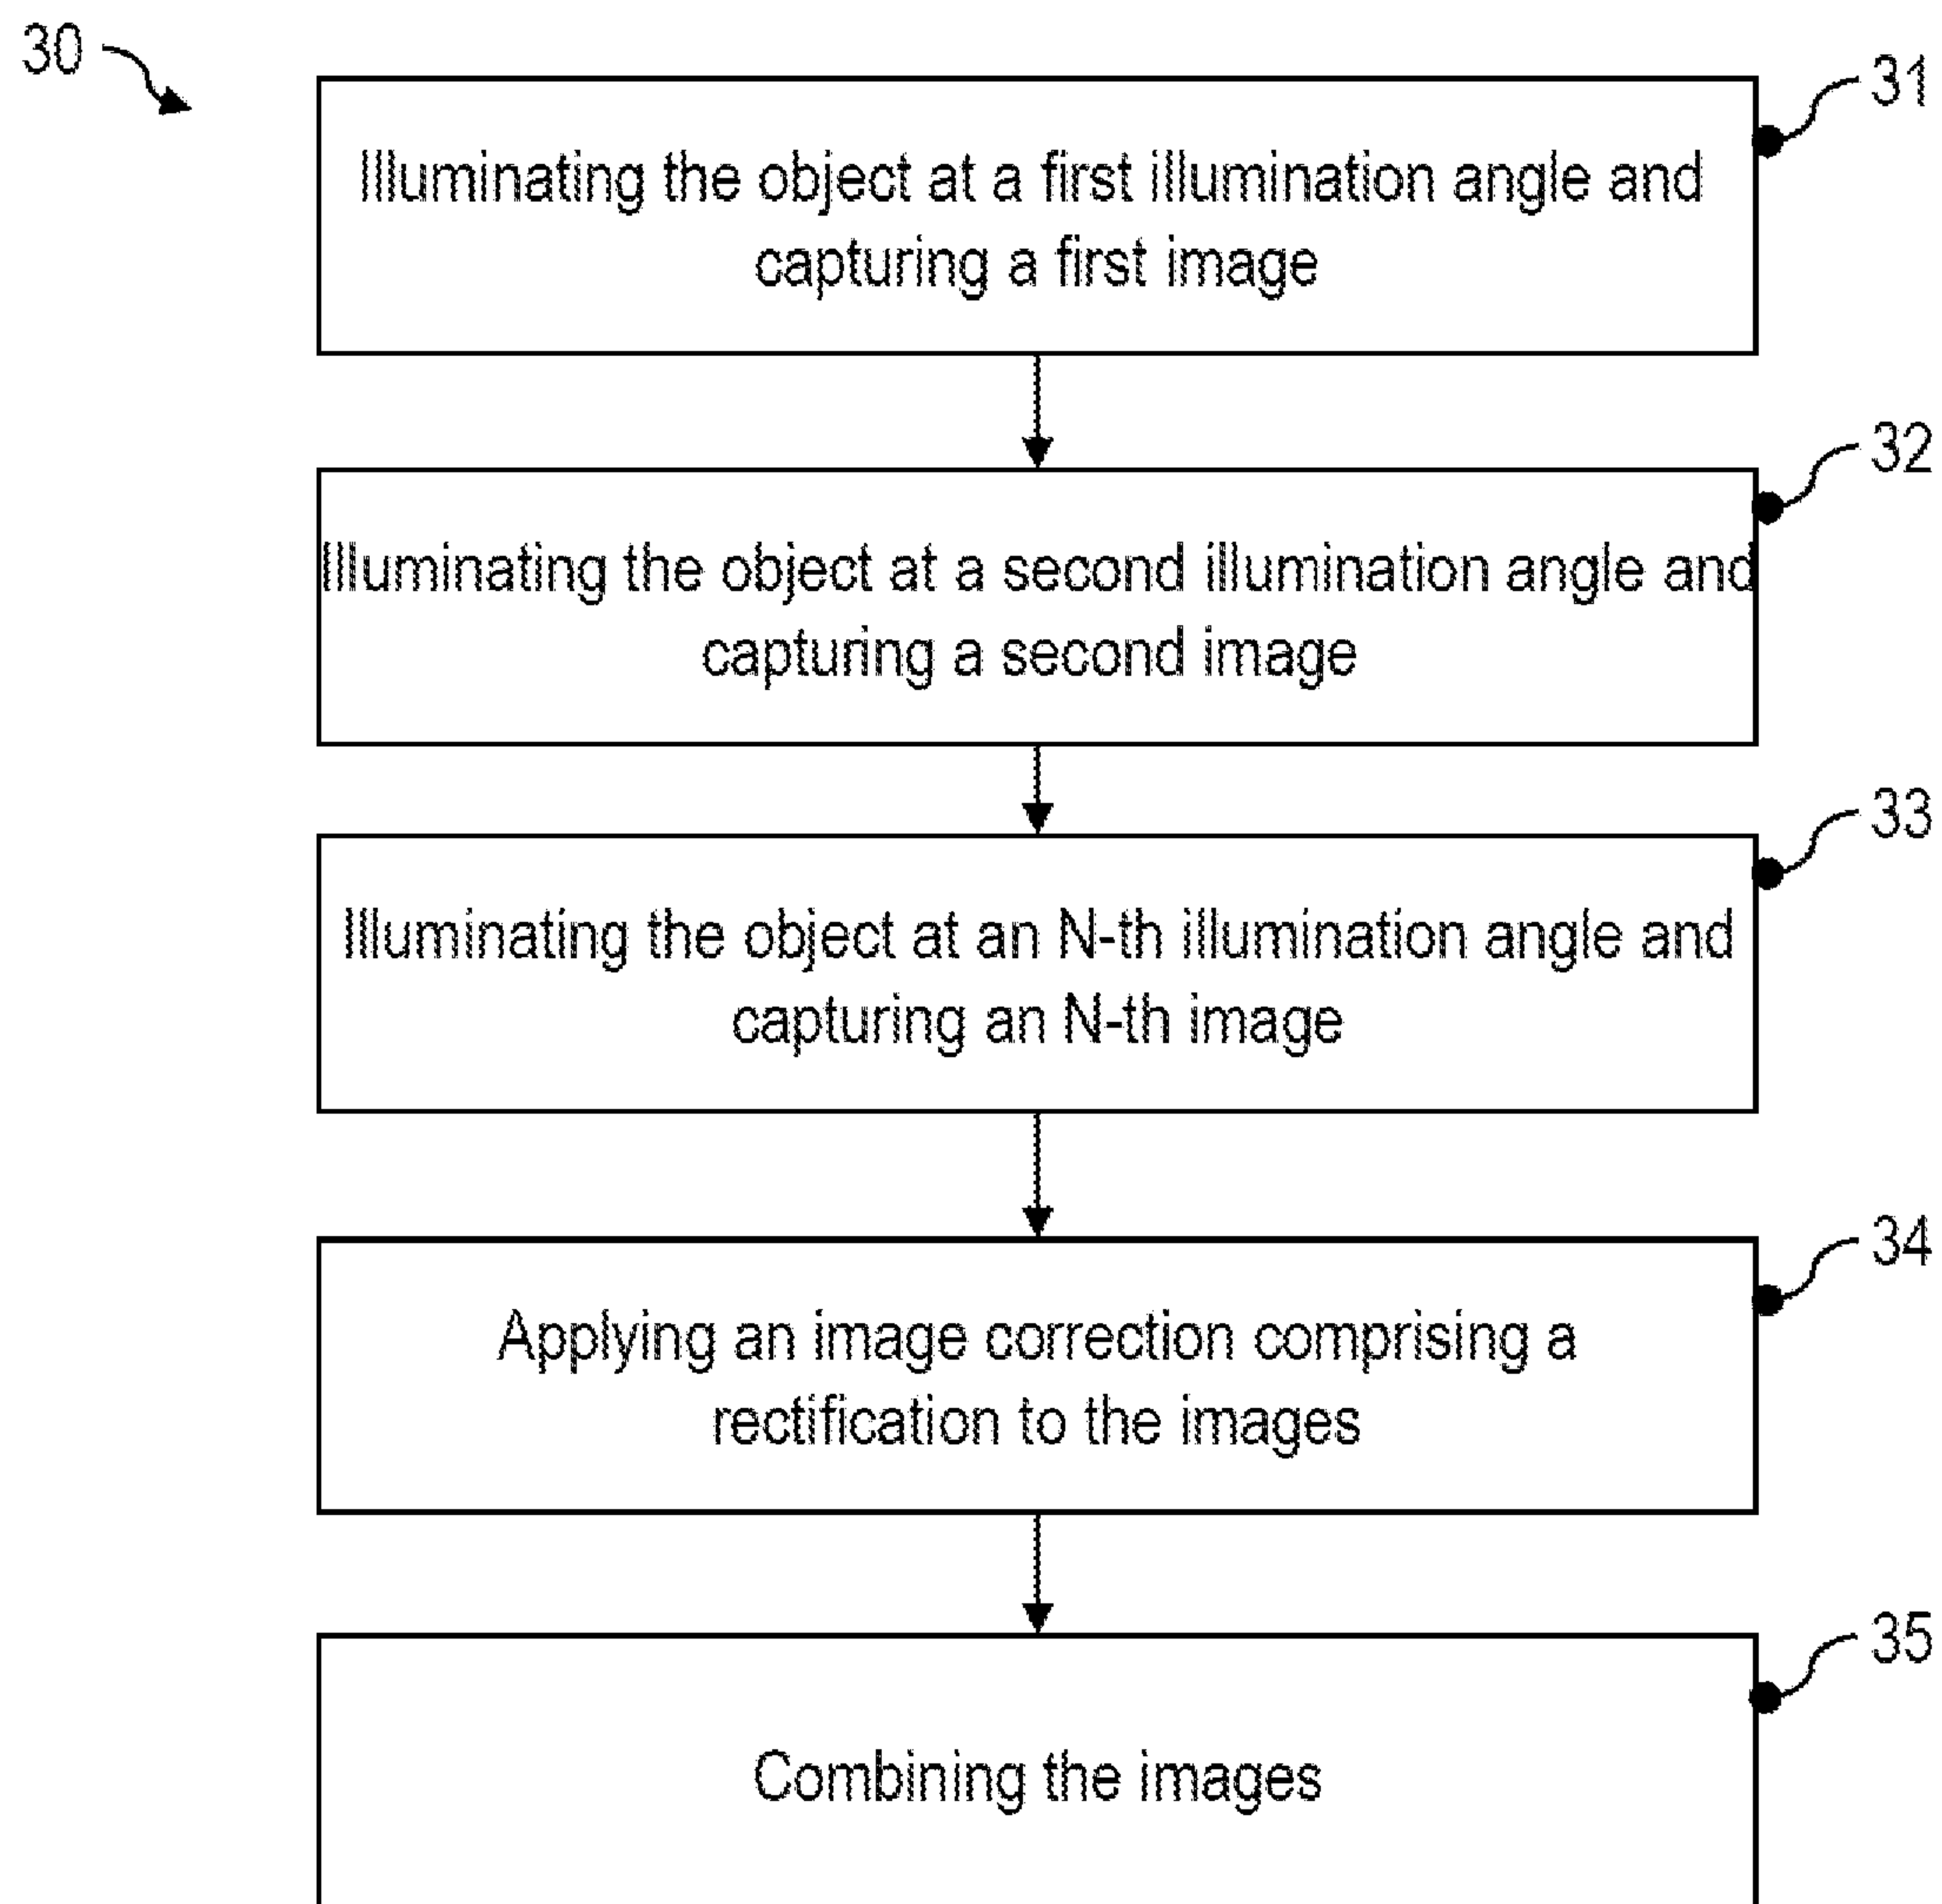 30
31
Illuminating the object at a first illumination angle and
capturing a first image
32
Illuminating the object at a second illumination angle and
capturing a second image
33
Illuminating the object at an N-th illumination angle and
capturing an N-th image
34
Applying an image correction comprising a
rectification to the images
35
Combining the images